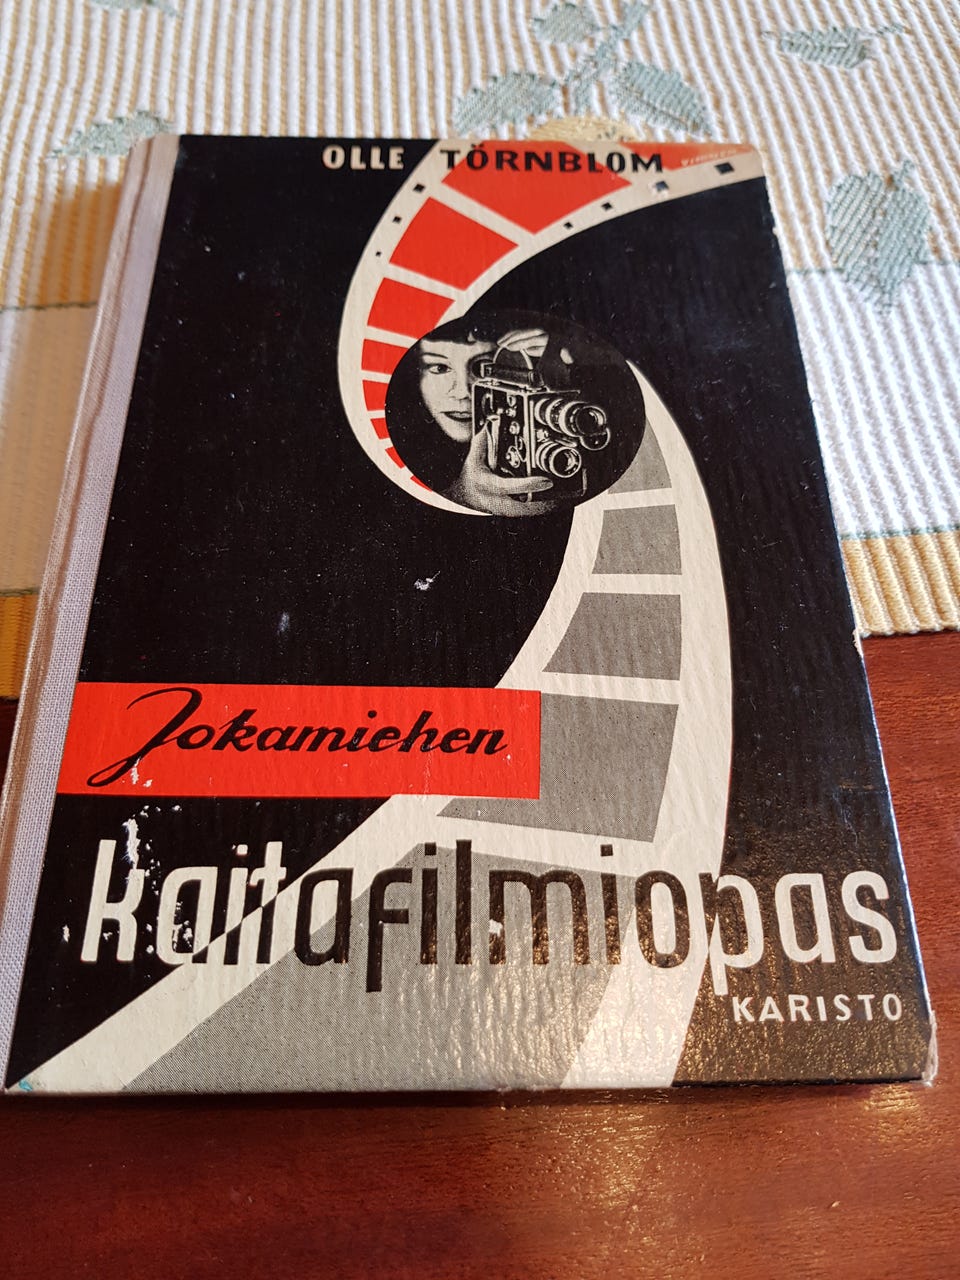 OLLE TÖRNBLOM
Jokamiehen
kaitafilmiopas
KARISTO